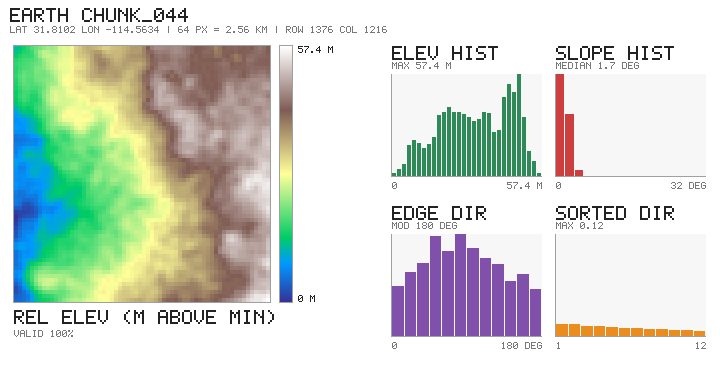 EARTH CHUNK_044
LAT 31.8102 LON -114.5634 | 64 PX = 2.56 KM | ROW 1376 COL 1216
57.4 M
0 M
REL ELEV (M ABOVE MIN)
VALID 100%
ELEV HIST
MAX 57.4 M
0 57.4 M
SLOPE HIST
MEDIAN 1.7 DEG
0 32 DEG
EDGE DIR
MOD 180 DEG
0 180 DEG
SORTED DIR
MAX 0.12
1 12